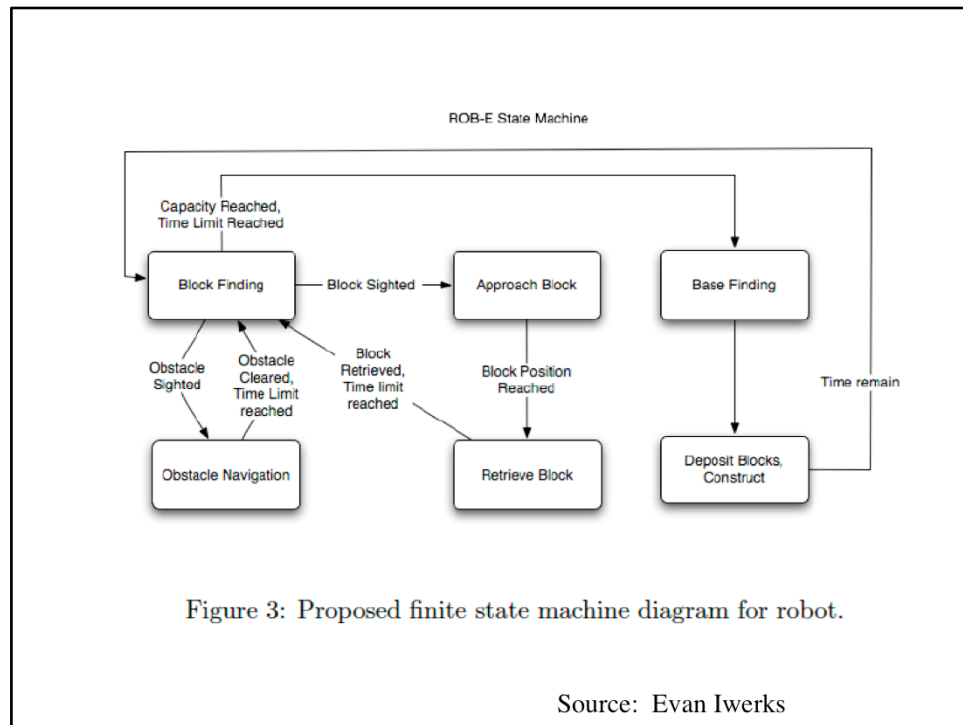 ROB-E State Machine
Capacity Reached,
Time Limit Reached
Block Finding
Block Sighted
Approach Block
Base Finding
Obstacle
Sighted
Obstacle
Cleared,
Time Limit
reached
Block
Retrieved,
Time limit
reached
Block Position
Reached
Time remain
Obstacle Navigation
Retrieve Block
Deposit Blocks,
Construct
Figure 3: Proposed finite state machine diagram for robot.
Source: Evan Iwerks